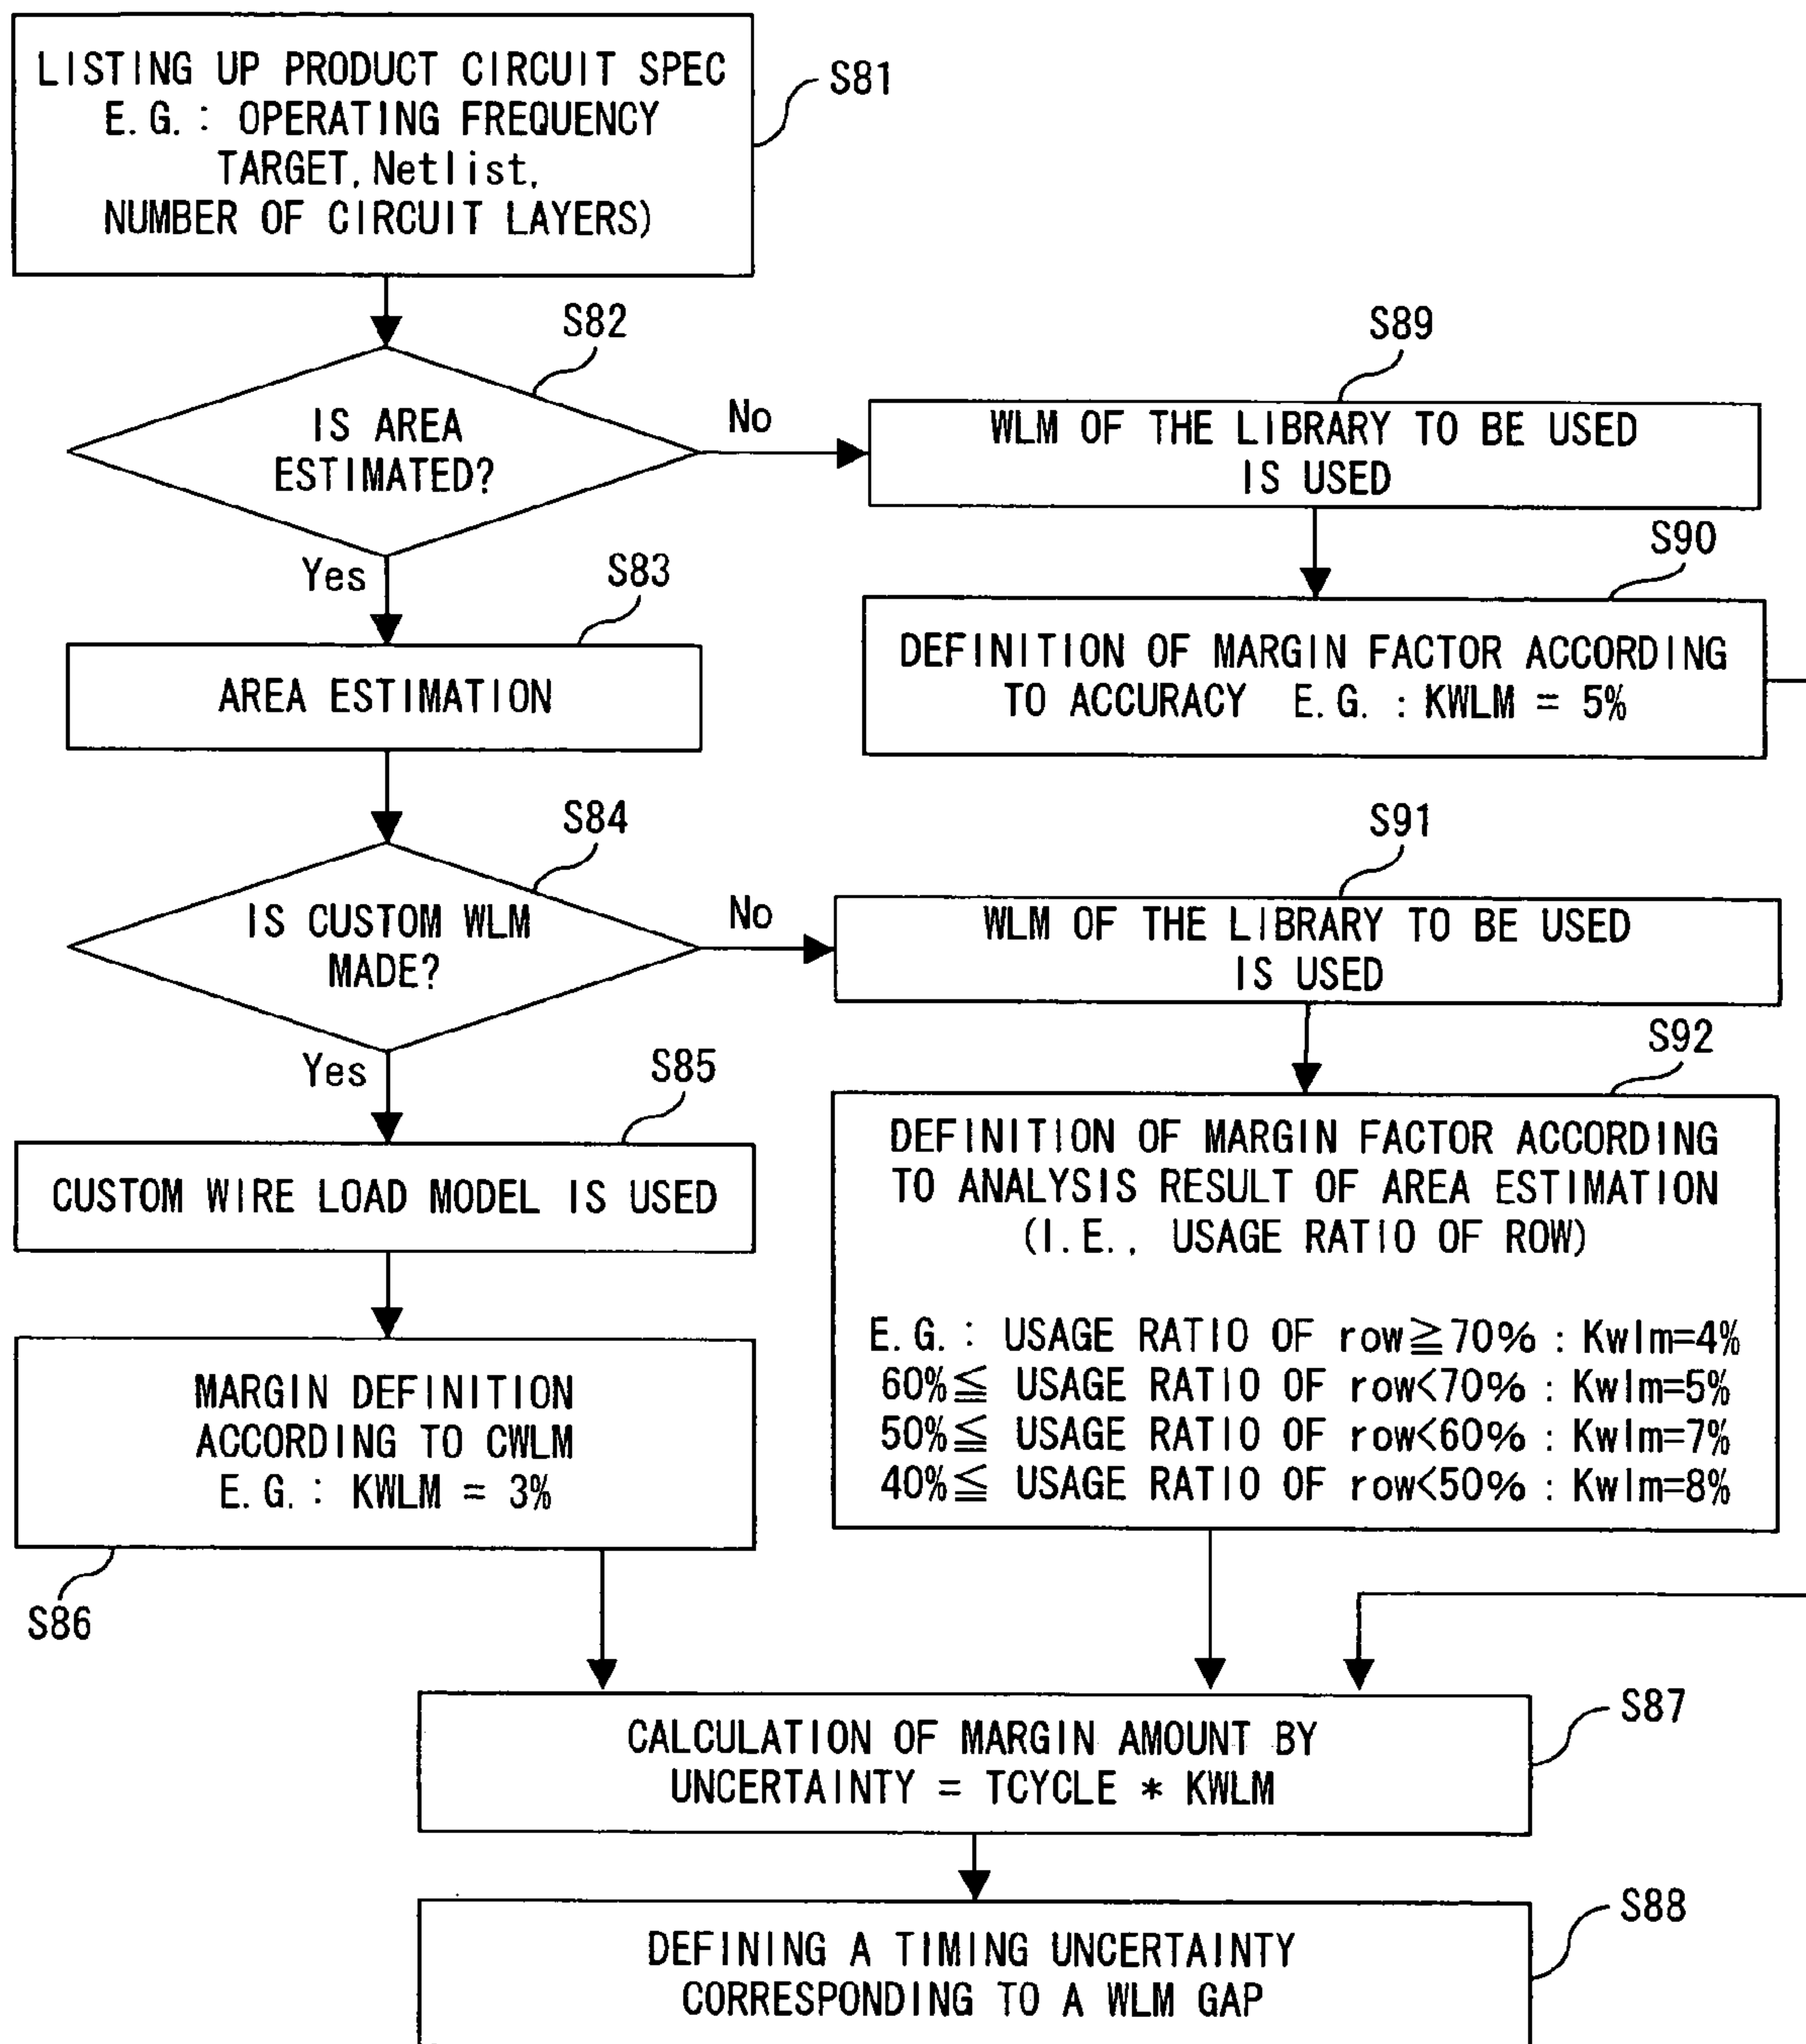 LISTING UP PRODUCT CIRCUIT SPEC
E.G.: OPERATING FREQUENCY
TARGET, Netlist,
NUMBER OF CIRCUIT LAYERS)
S81
S82
IS AREA
ESTIMATED?
No
Yes
S89
WLM OF THE LIBRARY TO BE USED
IS USED
S90
DEFINITION OF MARGIN FACTOR ACCORDING
TO ACCURACY E.G. : KWLM = 5%
S83
AREA ESTIMATION
S84
IS CUSTOM WLM
MADE?
No
Yes
S91
WLM OF THE LIBRARY TO BE USED
IS USED
S92
DEFINITION OF MARGIN FACTOR ACCORDING
TO ANALYSIS RESULT OF AREA ESTIMATION
(I.E., USAGE RATIO OF ROW)
E.G.: USAGE RATIO OF row≧70% : Kwlm=4%
60%≦ USAGE RATIO OF row<70% : Kwlm=5%
50%≦ USAGE RATIO OF row<60% : Kwlm=7%
40%≦ USAGE RATIO OF row<50% : Kwlm=8%
S85
CUSTOM WIRE LOAD MODEL IS USED
MARGIN DEFINITION
ACCORDING TO CWLM
E.G.: KWLM = 3%
S86
CALCULATION OF MARGIN AMOUNT BY
UNCERTAINTY = TCYCLE * KWLM
S87
DEFINING A TIMING UNCERTAINTY
CORRESPONDING TO A WLM GAP
S88